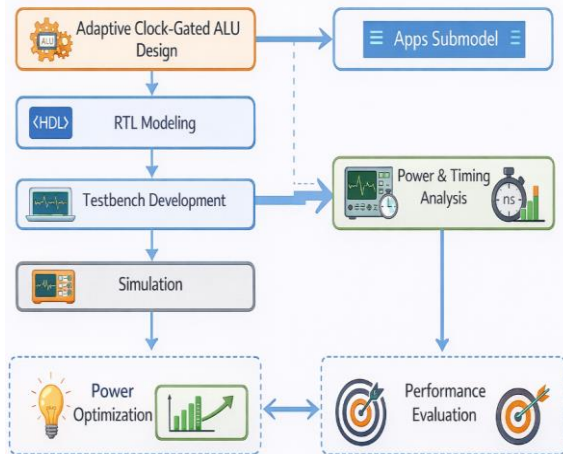 ALU
Adaptive Clock-Gated ALU
Design
Apps Submodel
<HDL>
RTL Modeling
Testbench Development
Power & Timing
Analysis
ns
Simulation
Power
Optimization
Performance
Evaluation